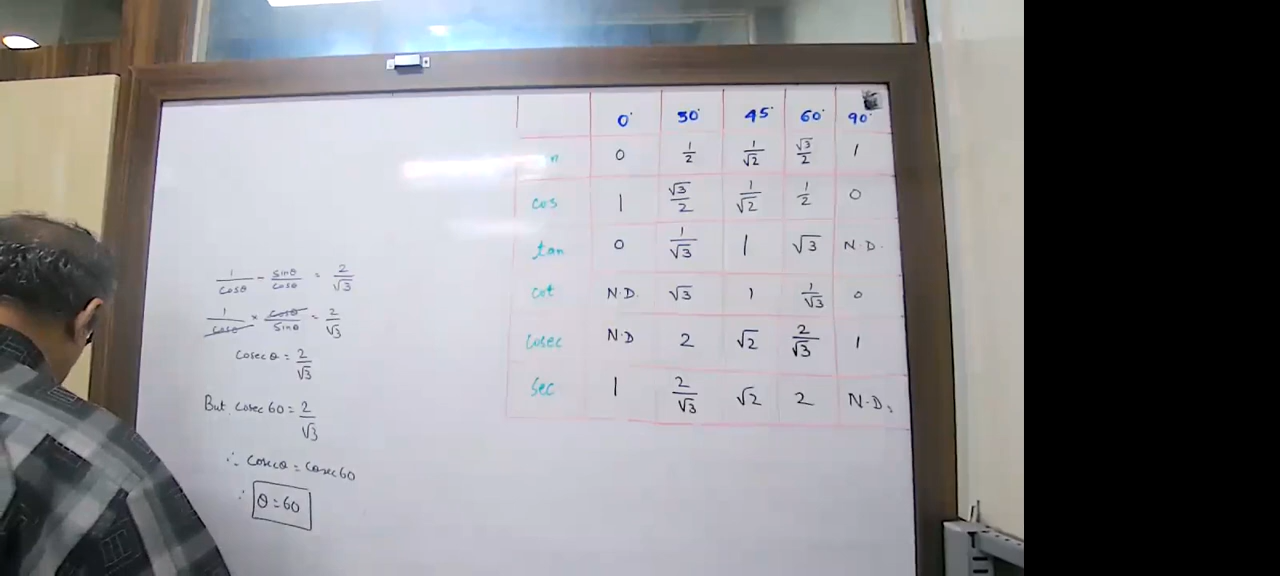 1/cosθ - sinθ/cosθ = 2/√3
1/cosθ × cosθ/sinθ = 2/√3
cosec θ = 2/√3
But cosec 60 = 2/√3
∴ cosec θ = cosec 60
∴ θ = 60
0° 30° 45° 60° 90°
n 0 1/2 1/√2 √3/2 1
cos 1 √3/2 1/√2 1/2 0
tan 0 1/√3 1 √3 N.D.
cot N.D. √3 1 1/√3 0
cosec N.D 2 √2 2/√3 1
sec 1 2/√3 √2 2 N.D.